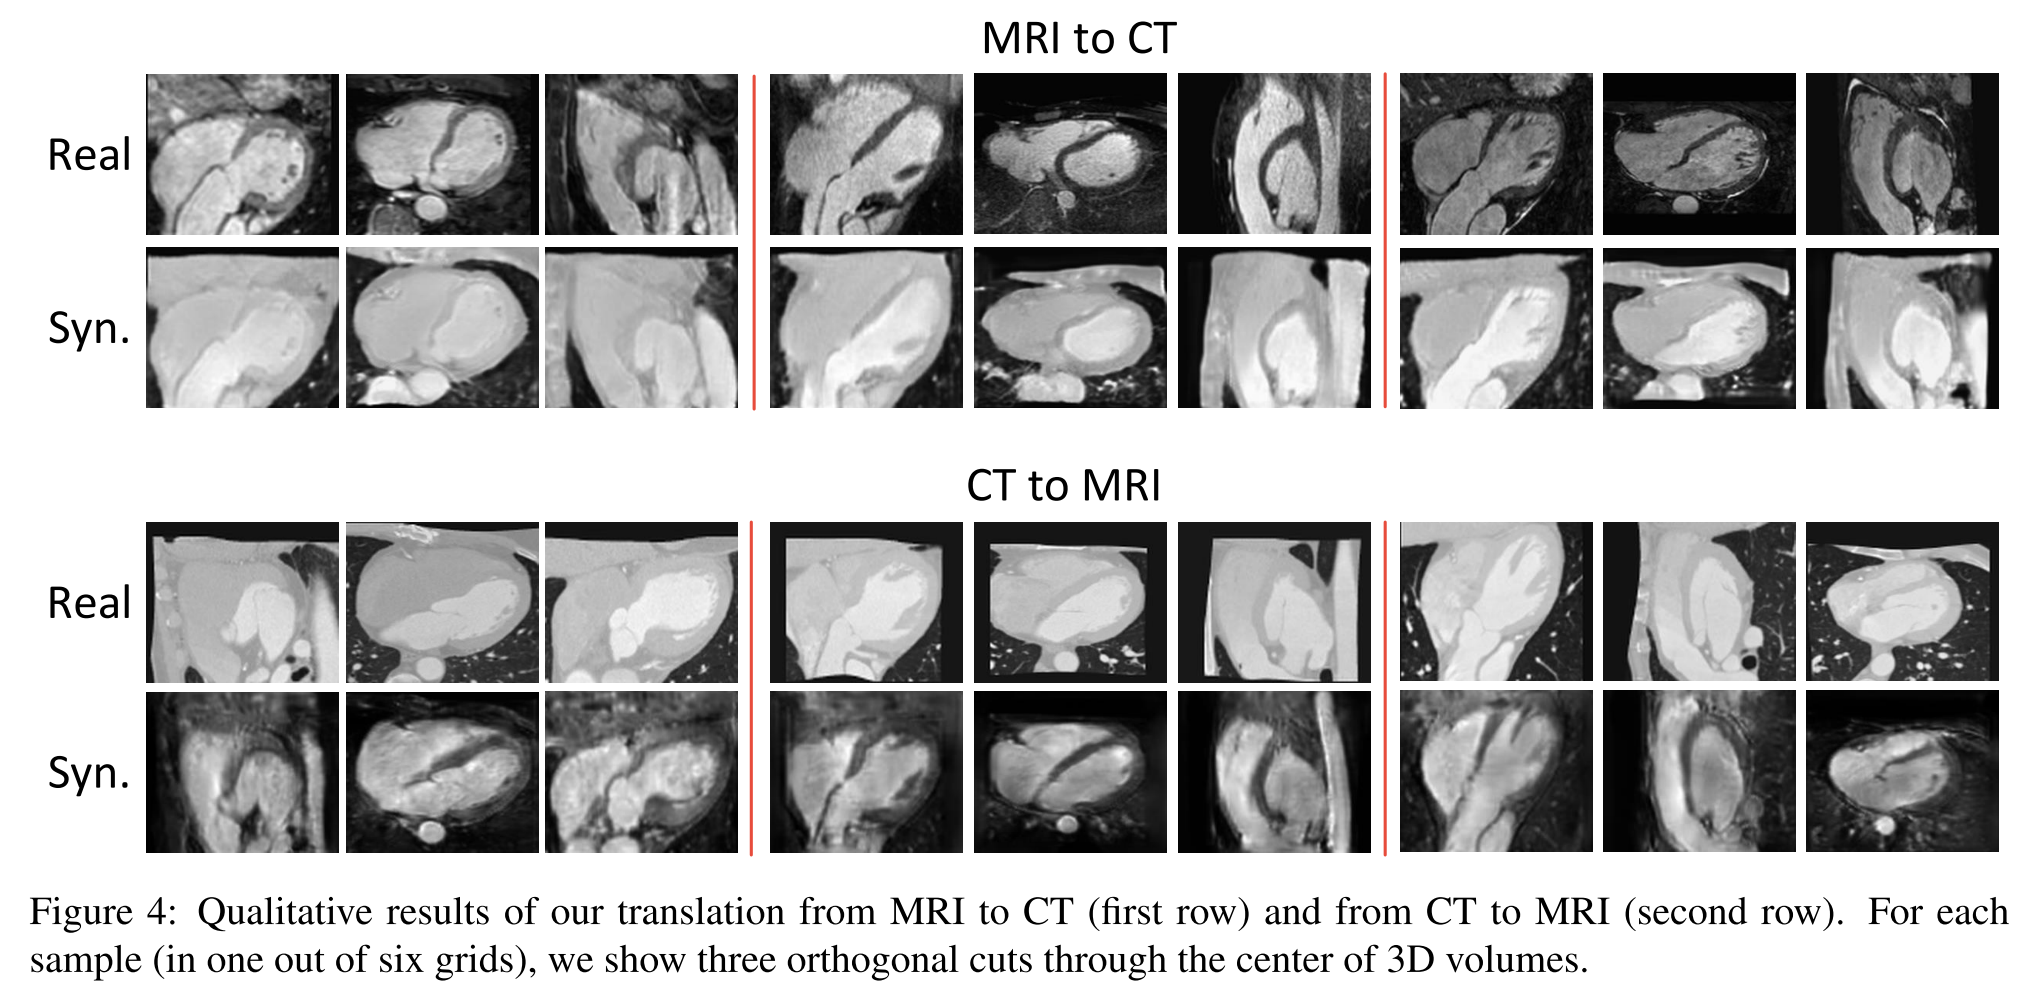 MRI to CT
Real
Syn.
CT to MRI
Real
Syn.
Figure 4: Qualitative results of our translation from MRI to CT (first row) and from CT to MRI (second row). For each
sample (in one out of six grids), we show three orthogonal cuts through the center of 3D volumes.